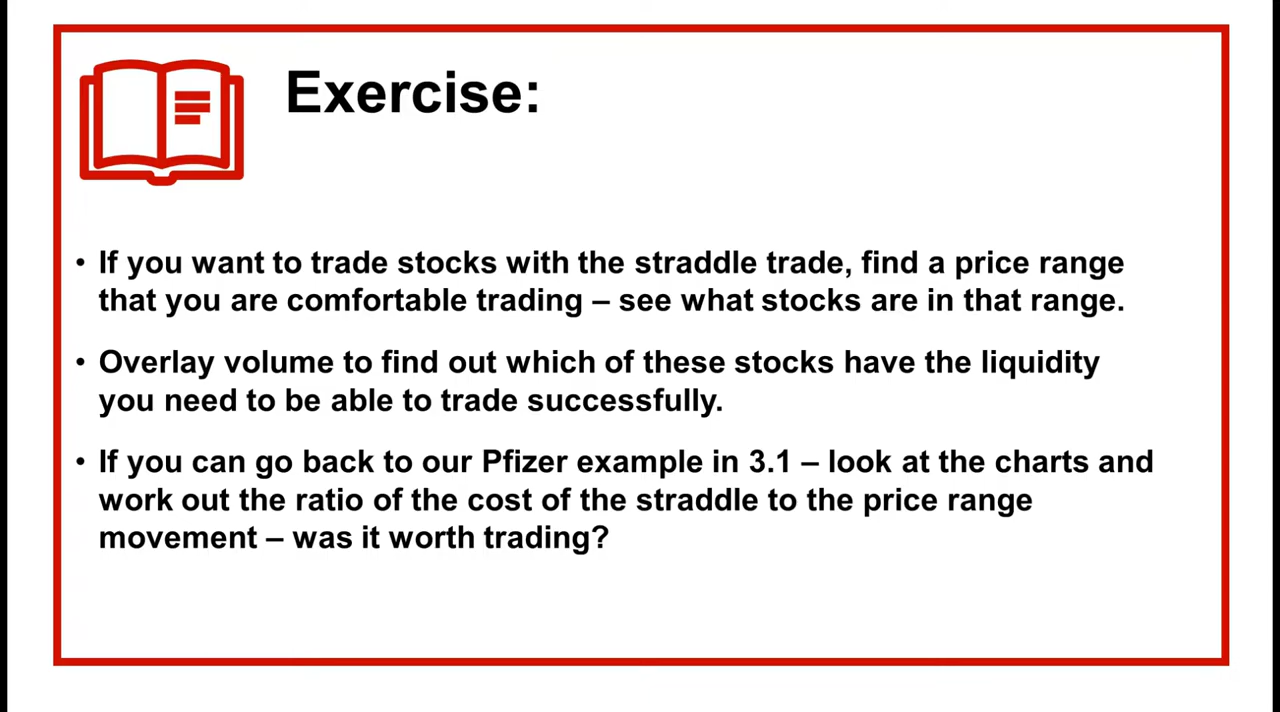 Exercise:
• If you want to trade stocks with the straddle trade, find a price range
that you are comfortable trading – see what stocks are in that range.
• Overlay volume to find out which of these stocks have the liquidity
you need to be able to trade successfully.
• If you can go back to our Pfizer example in 3.1 – look at the charts and
work out the ratio of the cost of the straddle to the price range
movement – was it worth trading?